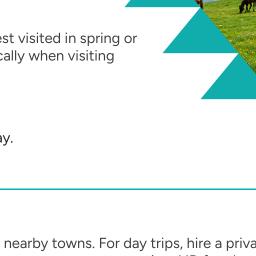 est visited in spring or
cally when visiting
ay.
nearby towns. For day trips, hire a priva